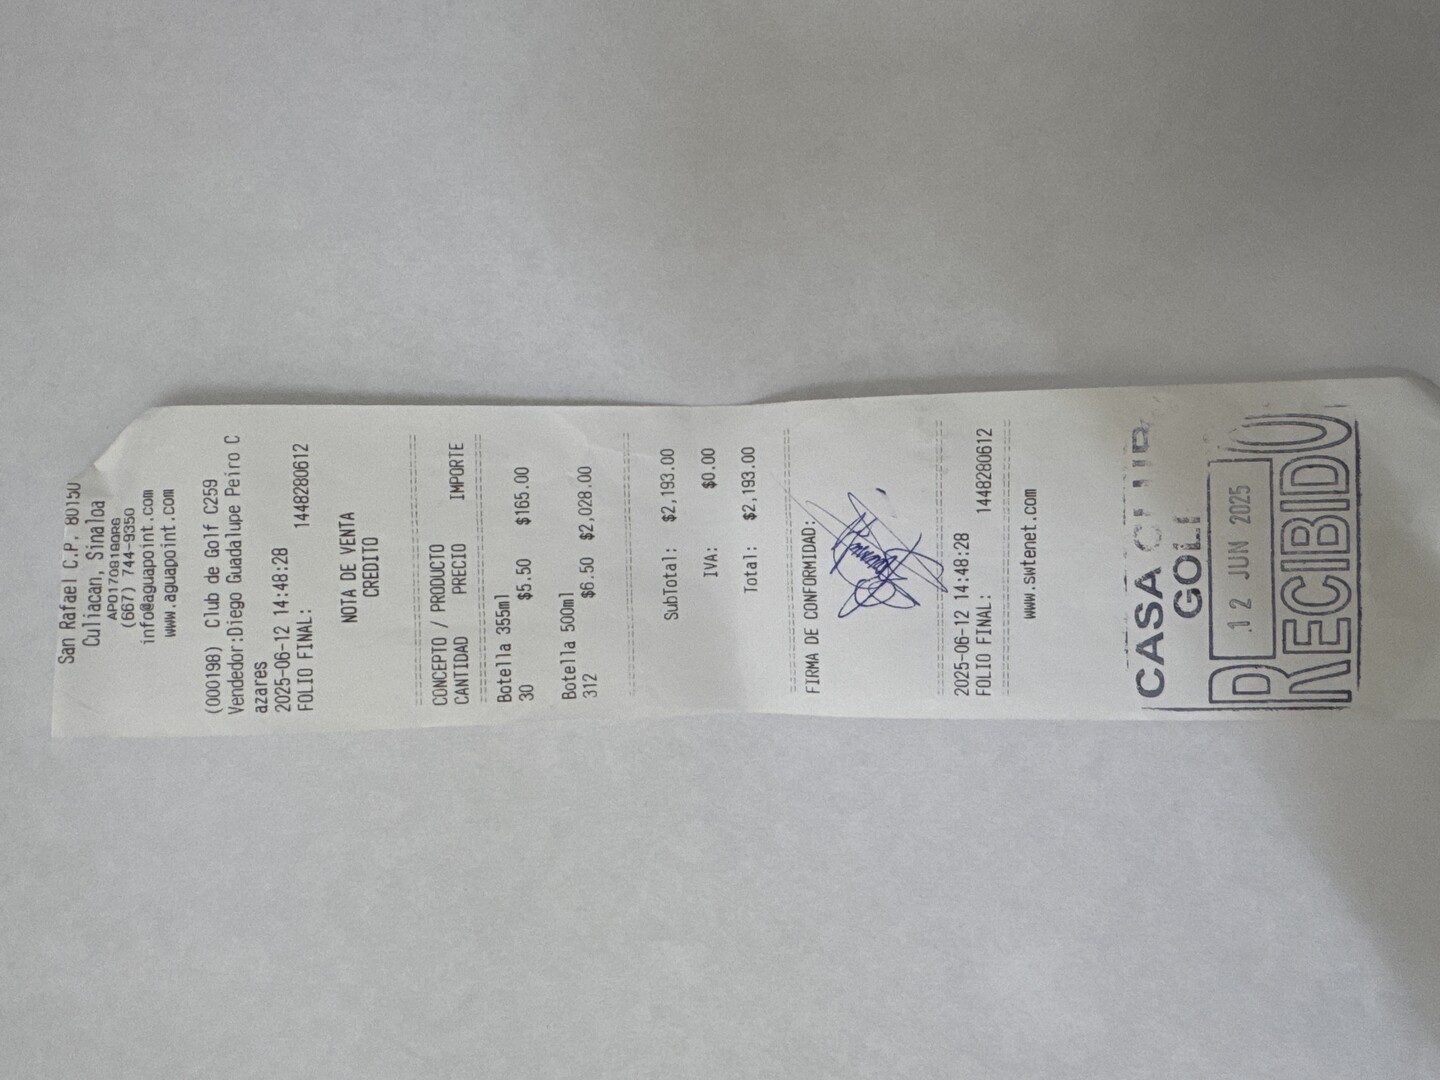 San Rafael C.P. 80150
Culiacan, Sinaloa
APO170818QRG
(667) 744-9350
info@aguapoint.com
www.aguapoint.com
(000198) Club de Golf C259
Vendedor:Diego Guadalupe Peiro C
azares
2025-06-12 14:48:28
FOLIO FINAL: 1448280612
NOTA DE VENTA
CREDITO
CONCEPTO / PRODUCTO
CANTIDAD PRECIO IMPORTE
Botella 355ml
30 $5.50 $165.00
Botella 500ml
312 $6.50 $2,028.00
SubTotal: $2,193.00
IVA: $0.00
Total: $2,193.00
FIRMA DE CONFORMIDAD:
2025-06-12 14:48:28
FOLIO FINAL: 1448280612
www.swtenet.com
CASA CLUB
GOLF
12 JUN 2025
RECIBIDO